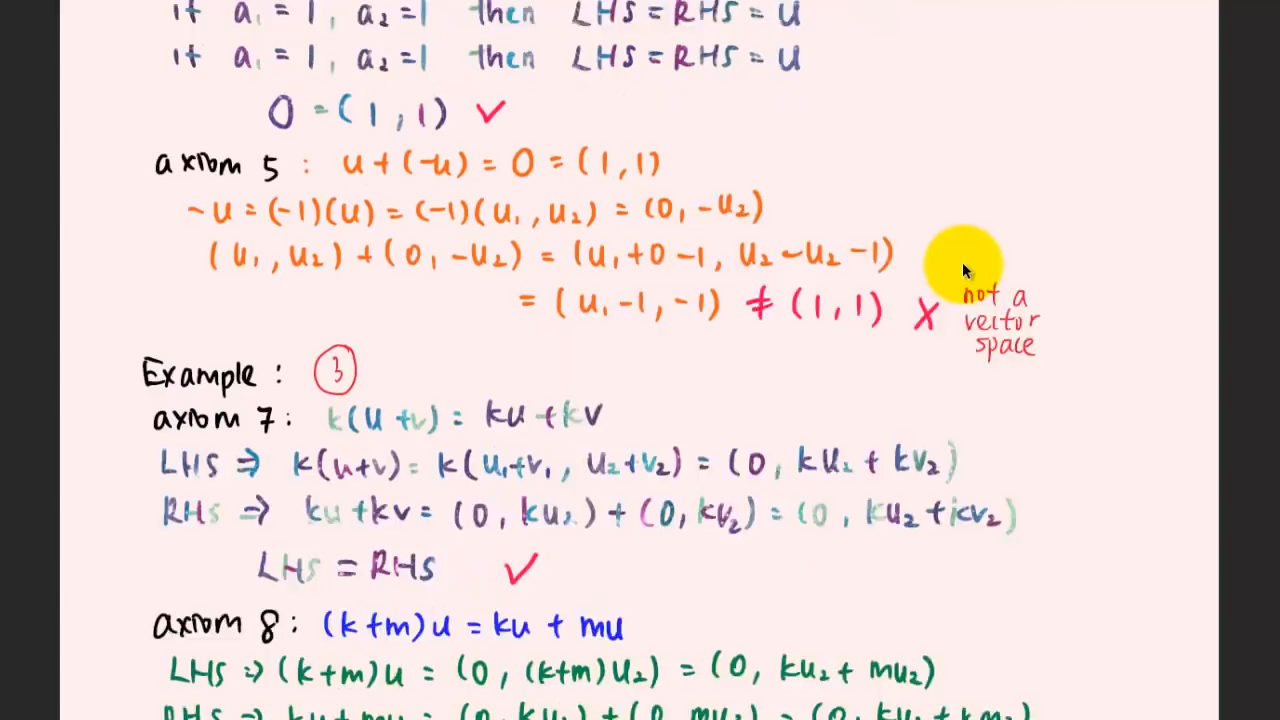 if a₁ = 1, a₂ = 1 then LHS = RHS = u
if a₁ = 1, a₂ = 1 then LHS = RHS = u
0 = (1, 1) ✓
axiom 5 : u + (-u) = 0 = (1, 1)
-u = (-1)(u) = (-1)(u₁, u₂) = (0, -u₂)
(u₁, u₂) + (0, -u₂) = (u₁ + 0 - 1, u₂ - u₂ - 1)
= (u₁ - 1, -1) ≠ (1, 1) ✗ not a
vector
space
Example : ③
axiom 7 : k(u + v) = ku + kv
LHS ⇒ k(u+v) = k(u₁+v₁, u₂+v₂) = (0, ku₂ + kv₂)
RHS ⇒ ku + kv = (0, ku₂) + (0, kv₂) = (0, ku₂ + kv₂)
LHS = RHS ✓
axiom 8 : (k+m)u = ku + mu
LHS ⇒ (k+m)u = (0, (k+m)u₂) = (0, ku₂ + mu₂)